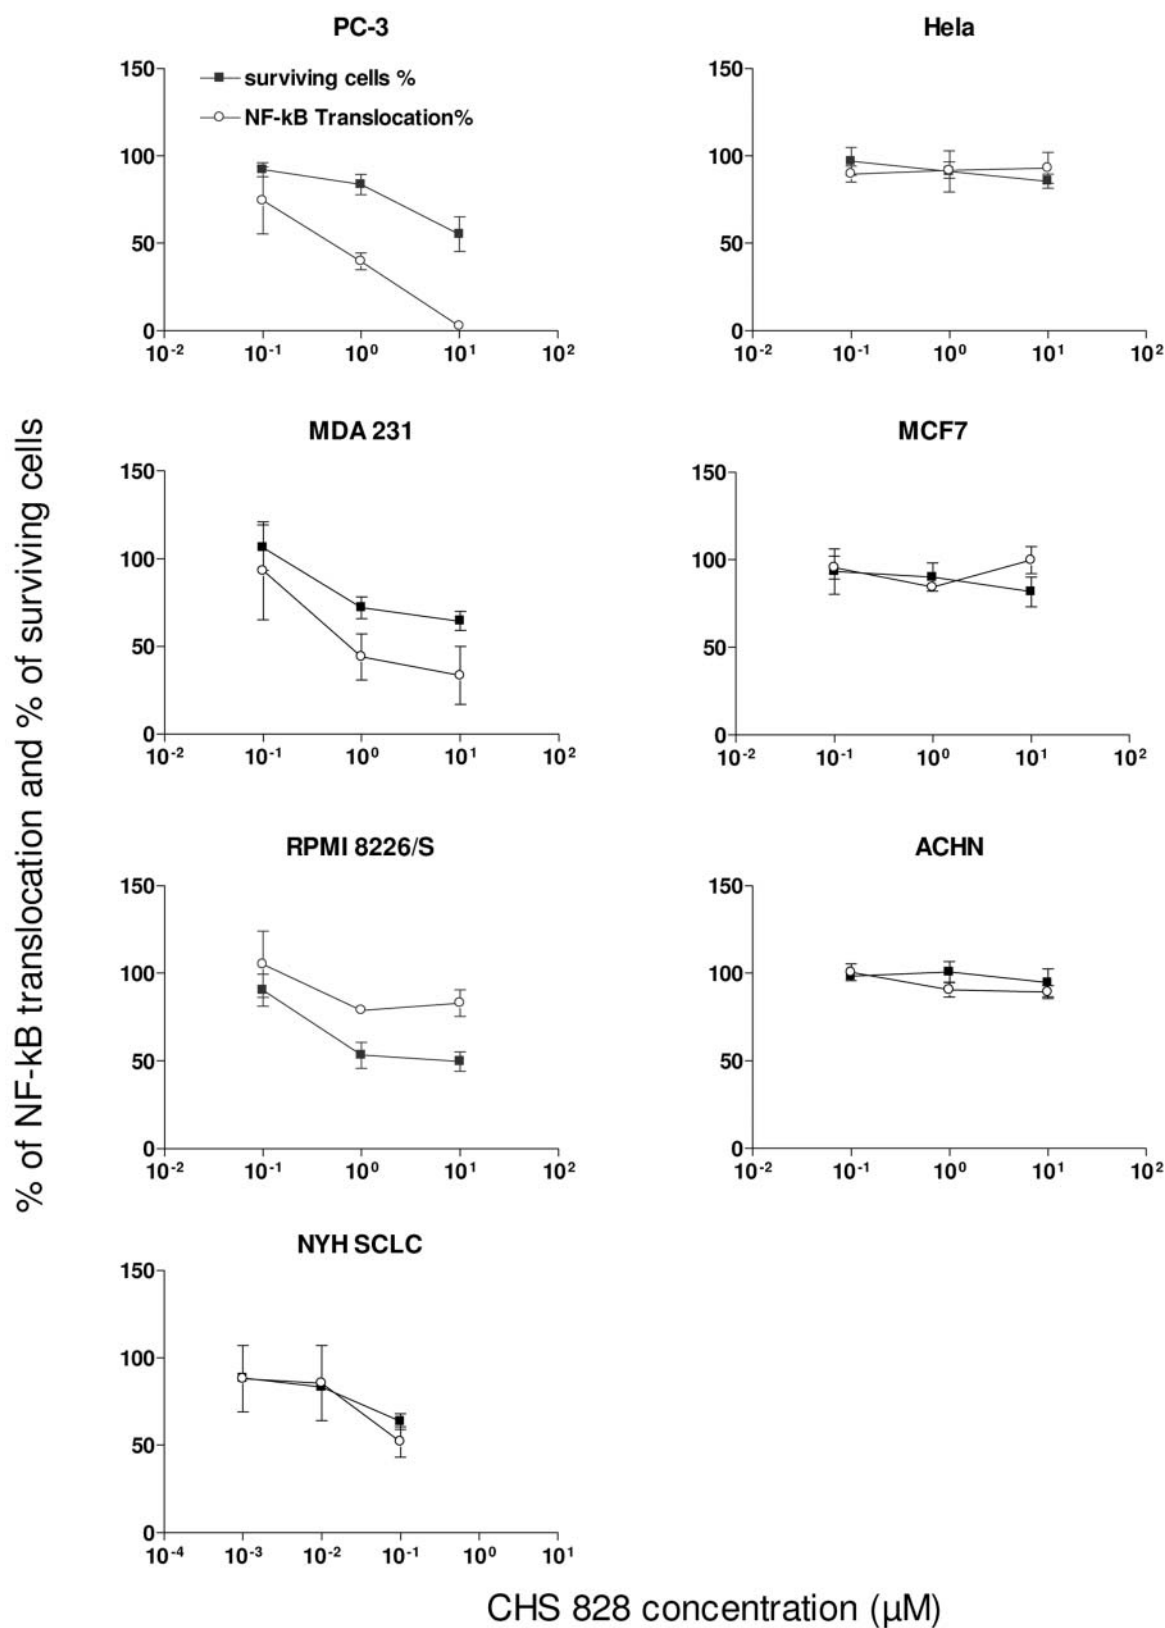 PC-3
surviving cells %
NF-kB Translocation%
150
100
50
0
10-2 10-1 100 101 102
Hela
150
100
50
0
10-2 10-1 100 101 102
MDA 231
150
100
50
0
10-2 10-1 100 101 102
MCF7
150
100
50
0
10-2 10-1 100 101 102
RPMI 8226/S
150
100
50
0
10-2 10-1 100 101 102
ACHN
150
100
50
0
10-2 10-1 100 101 102
NYH SCLC
150
100
50
0
10-4 10-3 10-2 10-1 100 101
% of NF-kB translocation and % of surviving cells
CHS 828 concentration (µM)